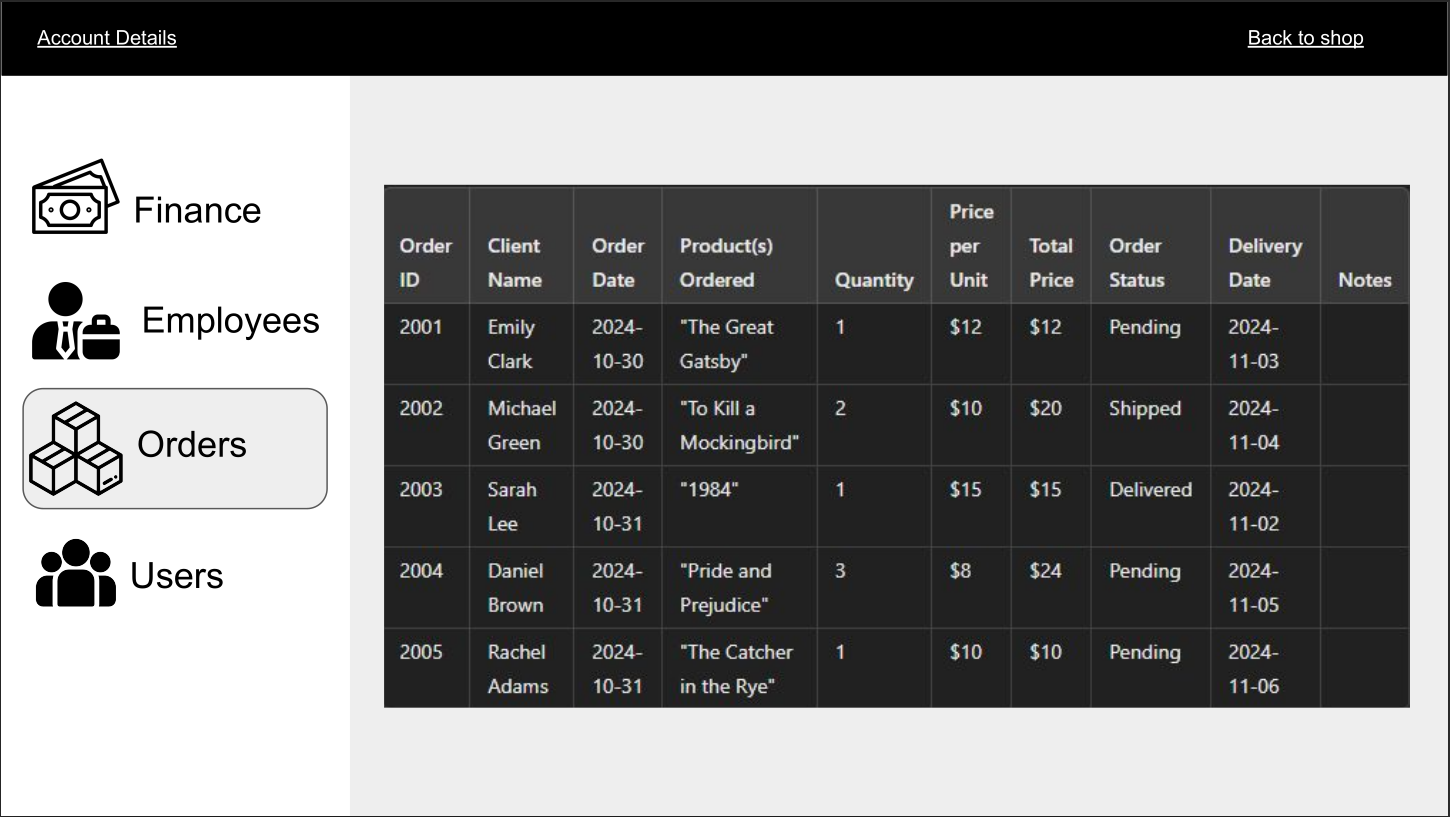 Account Details
Back to shop
Finance
Employees
Orders
Users
Order ID Client Name Order Date Product(s) Ordered Quantity Price per Unit Total Price Order Status Delivery Date Notes
2001 Emily Clark 2024-10-30 "The Great Gatsby" 1 $12 $12 Pending 2024-11-03
2002 Michael Green 2024-10-30 "To Kill a Mockingbird" 2 $10 $20 Shipped 2024-11-04
2003 Sarah Lee 2024-10-31 "1984" 1 $15 $15 Delivered 2024-11-02
2004 Daniel Brown 2024-10-31 "Pride and Prejudice" 3 $8 $24 Pending 2024-11-05
2005 Rachel Adams 2024-10-31 "The Catcher in the Rye" 1 $10 $10 Pending 2024-11-06